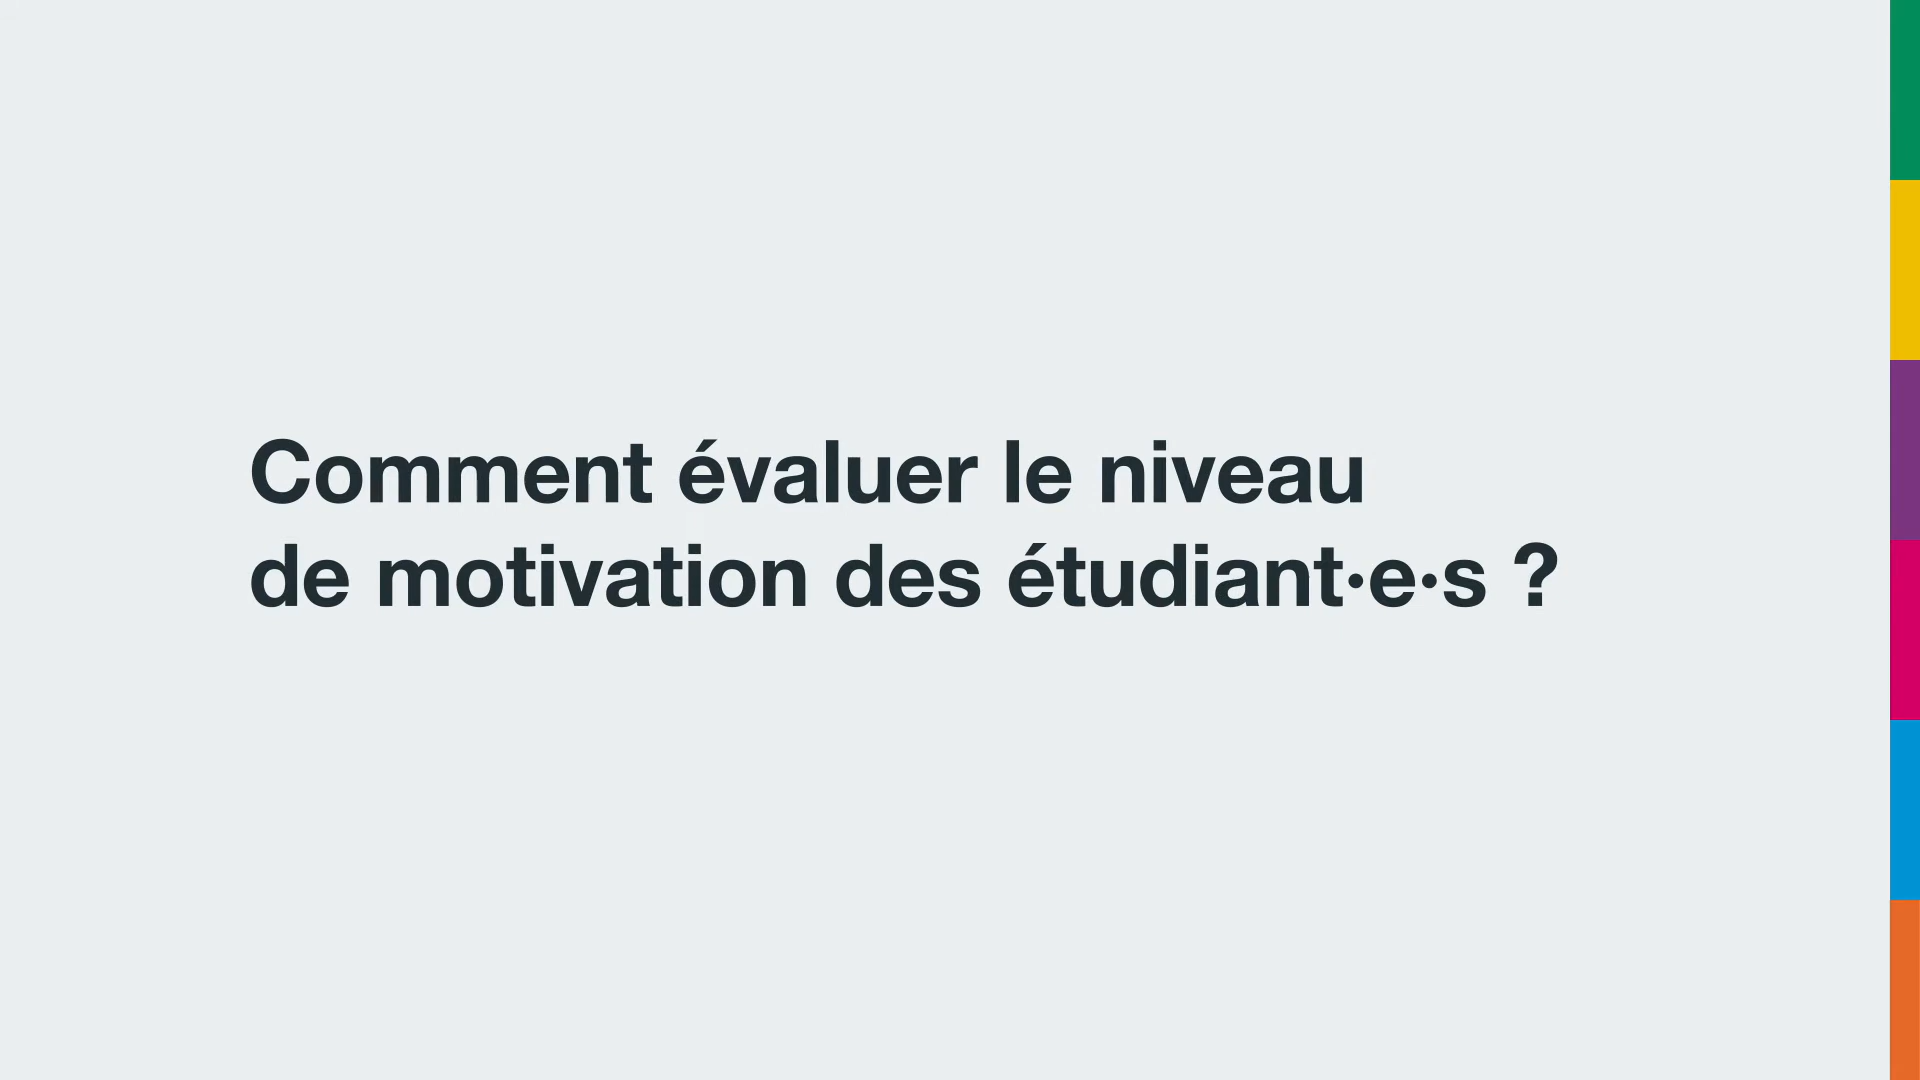 Comment évaluer le niveau
de motivation des étudiant·e·s ?